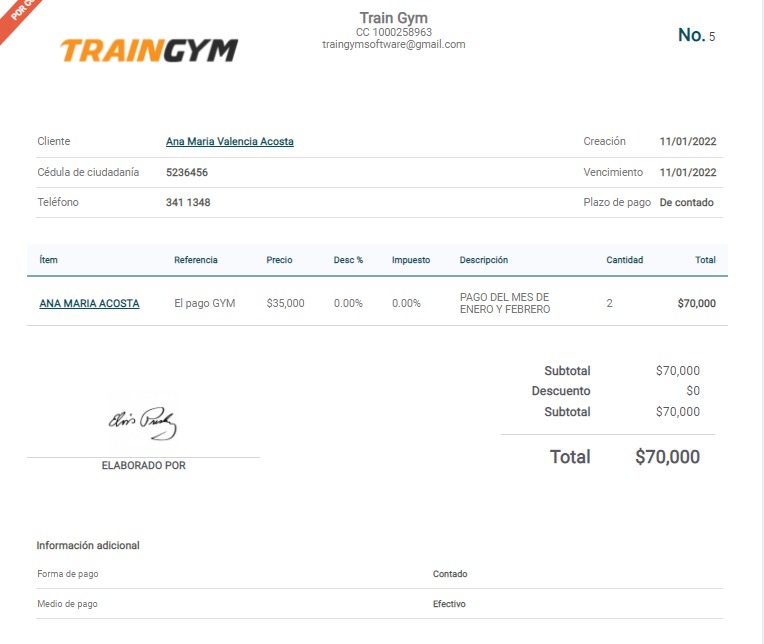 POR CO
TRAINGYM
Train Gym
CC 1000258963
traingymsoftware@gmail.com
No. 5
Cliente Ana Maria Valencia Acosta Creación 11/01/2022
Cédula de ciudadanía 5236456 Vencimiento 11/01/2022
Teléfono 341 1348 Plazo de pago De contado
Ítem Referencia Precio Desc % Impuesto Descripción Cantidad Total
ANA MARIA ACOSTA El pago GYM $35,000 0.00% 0.00% PAGO DEL MES DE ENERO Y FEBRERO 2 $70,000
Subtotal $70,000
Descuento $0
Subtotal $70,000
Total $70,000
Elvis Presley
ELABORADO POR
Información adicional
Forma de pago Contado
Medio de pago Efectivo